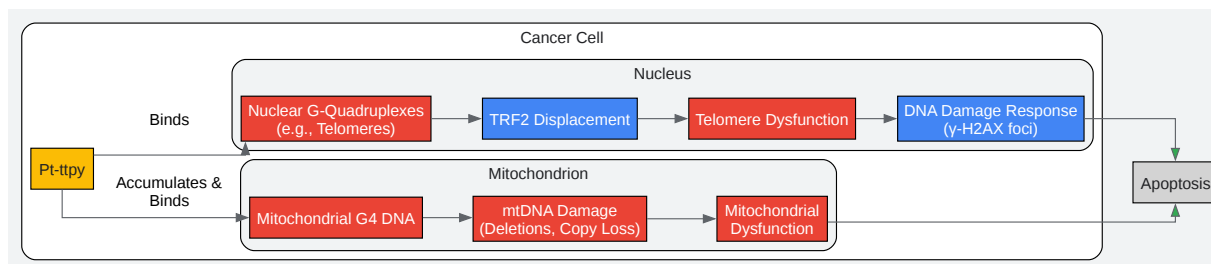 Cancer Cell
Nucleus
Nuclear G-Quadruplexes
(e.g., Telomeres)
TRF2 Displacement
Telomere Dysfunction
DNA Damage Response
(γ-H2AX foci)
Binds
Pt-ttpy
Accumulates &
Binds
Mitochondrion
Mitochondrial G4 DNA
mtDNA Damage
(Deletions, Copy Loss)
Mitochondrial
Dysfunction
Apoptosis